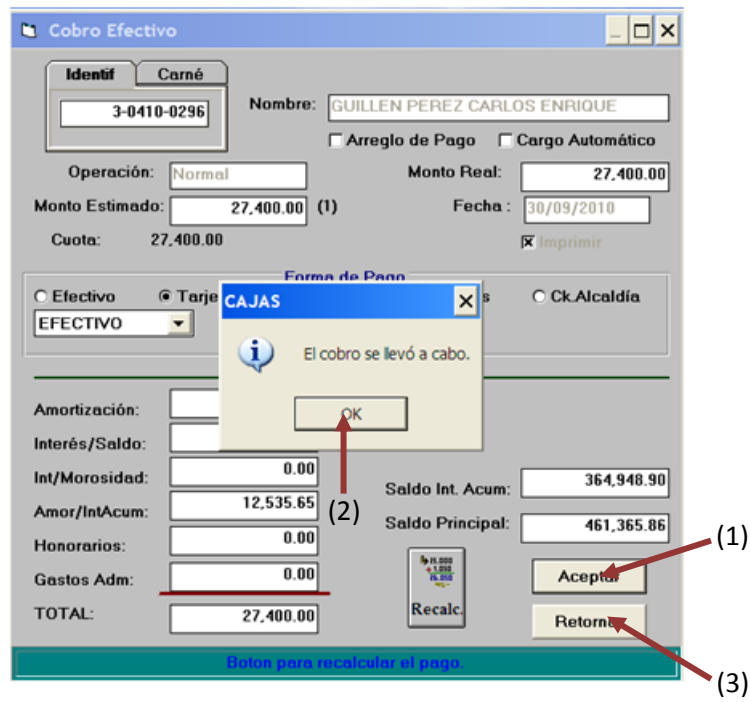 Cobro Efectivo
Identif Carné
3-0410-0296
Nombre: GUILLEN PEREZ CARLOS ENRIQUE
Arreglo de Pago Cargo Automático
Operación: Normal Monto Real: 27,400.00
Monto Estimado: 27,400.00 (1) Fecha : 30/09/2010
Cuota: 27,400.00 Imprimir
Forma de Pago
Efectivo Ck.Alcaldía
EFECTIVO
CAJAS
El cobro se llevó a cabo.
OK
(2)
Amortización:
Interés/Saldo:
Int/Morosidad: 0.00 Saldo Int. Acum: 364,948.90
Amor/IntAcum: 12,535.65 Saldo Principal: 461,365.86
Honorarios: 0.00
Gastos Adm: 0.00
TOTAL: 27,400.00
Recalc.
Aceptar (1)
Retorno (3)
Boton para recalcular el pago.